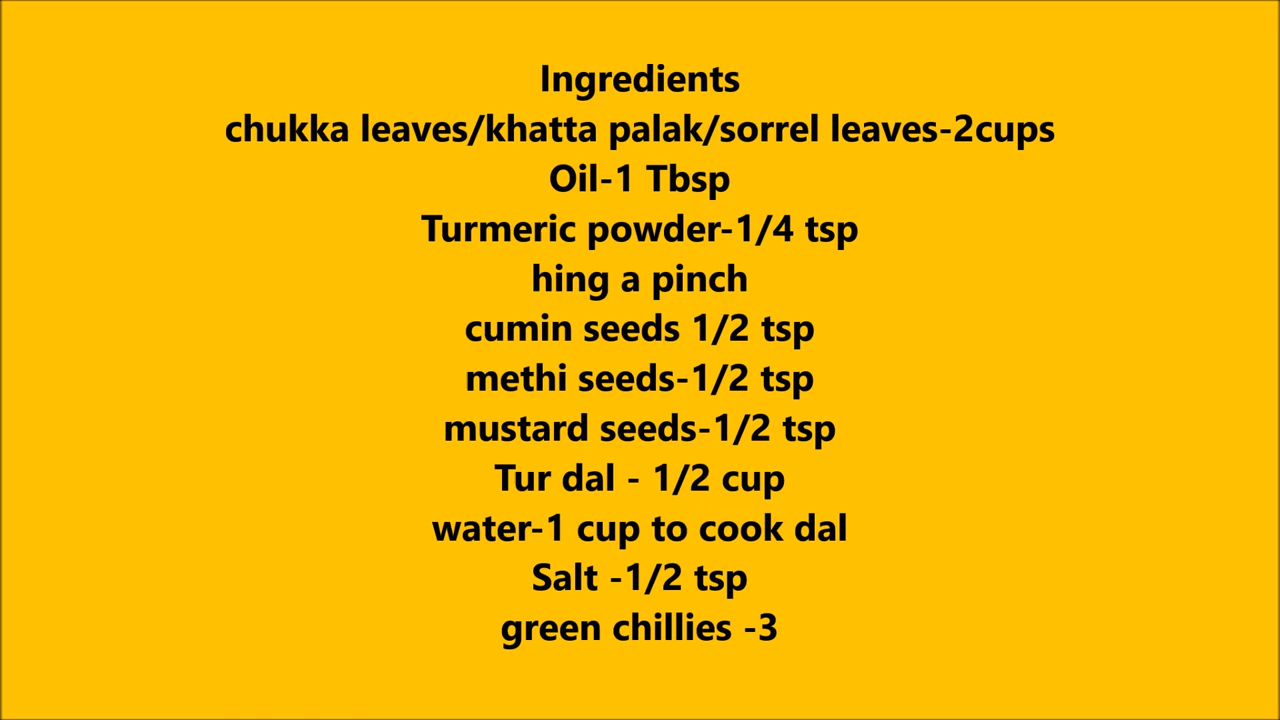 Ingredients
chukka leaves/khatta palak/sorrel leaves-2cups
Oil-1 Tbsp
Turmeric powder-1/4 tsp
hing a pinch
cumin seeds 1/2 tsp
methi seeds-1/2 tsp
mustard seeds-1/2 tsp
Tur dal - 1/2 cup
water-1 cup to cook dal
Salt -1/2 tsp
green chillies -3